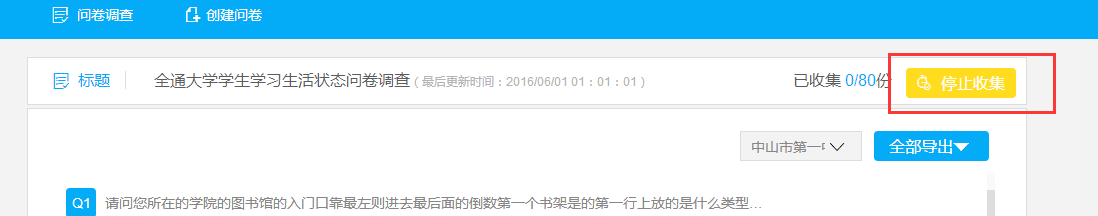 问卷调查 创建问卷
标题 全通大学学生学习生活状态问卷调查 ( 最后更新时间：2016/06/01 01：01：01 ) 已收集 0/80份 停止收集
中山市第一 全部导出
Q1 请问您所在的学院的图书馆的入门口靠最左则进去最后面的倒数第一个书架是的第一行上放的是什么类型...